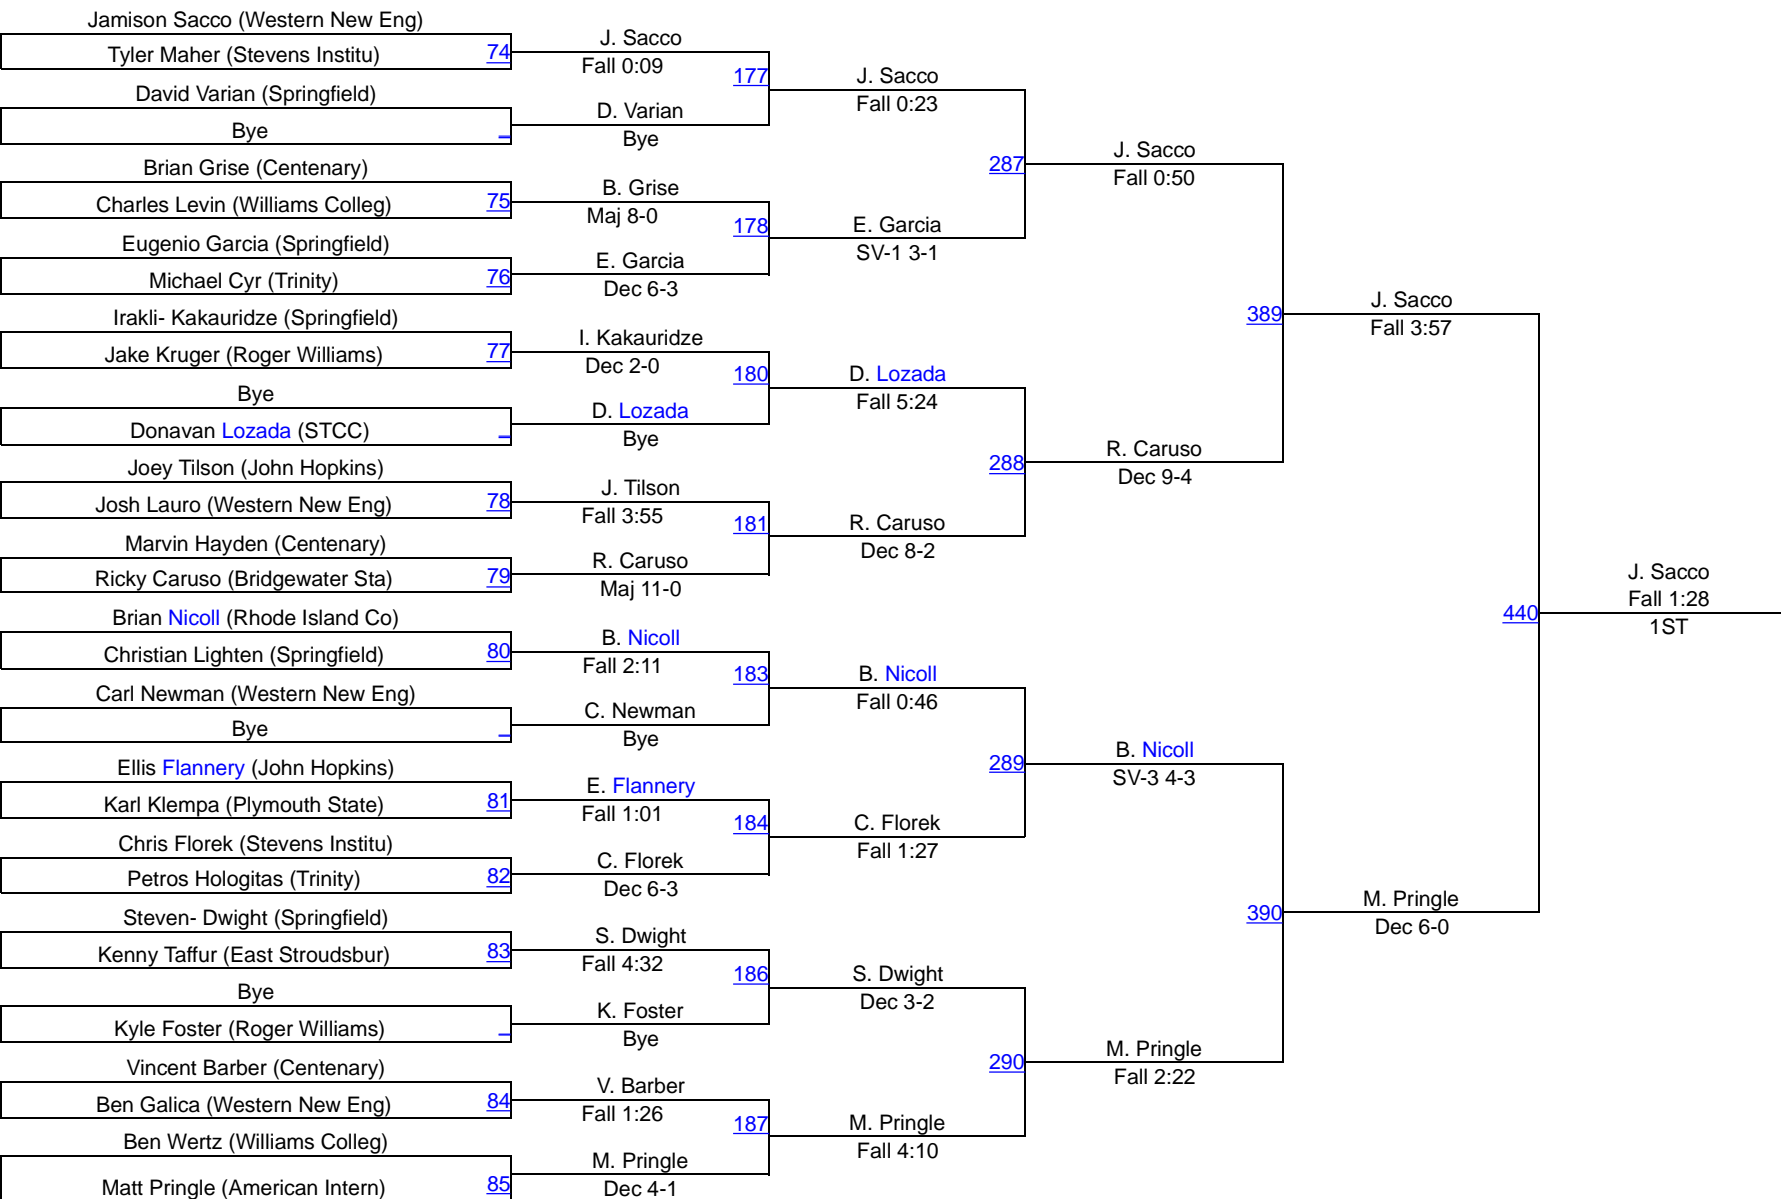 Jamison Sacco (Western New Eng)
Tyler Maher (Stevens Institu) 74
David Varian (Springfield)
Bye _
Brian Grise (Centenary)
Charles Levin (Williams Colleg) 75
Eugenio Garcia (Springfield)
Michael Cyr (Trinity) 76
Irakli- Kakauridze (Springfield)
Jake Kruger (Roger Williams) 77
Bye
Donavan Lozada (STCC) _
Joey Tilson (John Hopkins)
Josh Lauro (Western New Eng) 78
Marvin Hayden (Centenary)
Ricky Caruso (Bridgewater Sta) 79
Brian Nicoll (Rhode Island Co)
Christian Lighten (Springfield) 80
Carl Newman (Western New Eng)
Bye _
Ellis Flannery (John Hopkins)
Karl Klempa (Plymouth State) 81
Chris Florek (Stevens Institu)
Petros Hologitas (Trinity) 82
Steven- Dwight (Springfield)
Kenny Taffur (East Stroudsbur) 83
Bye
Kyle Foster (Roger Williams) _
Vincent Barber (Centenary)
Ben Galica (Western New Eng) 84
Ben Wertz (Williams Colleg)
Matt Pringle (American Intern) 85
J. Sacco
Fall 0:09
177
D. Varian
Bye
B. Grise
Maj 8-0
178
E. Garcia
Dec 6-3
I. Kakauridze
Dec 2-0
180
D. Lozada
Bye
J. Tilson
Fall 3:55
181
R. Caruso
Maj 11-0
B. Nicoll
Fall 2:11
183
C. Newman
Bye
E. Flannery
Fall 1:01
184
C. Florek
Dec 6-3
S. Dwight
Fall 4:32
186
K. Foster
Bye
V. Barber
Fall 1:26
187
M. Pringle
Dec 4-1
J. Sacco
Fall 0:23
287
E. Garcia
SV-1 3-1
D. Lozada
Fall 5:24
288
R. Caruso
Dec 8-2
B. Nicoll
Fall 0:46
289
C. Florek
Fall 1:27
S. Dwight
Dec 3-2
290
M. Pringle
Fall 4:10
J. Sacco
Fall 0:50
389
R. Caruso
Dec 9-4
B. Nicoll
SV-3 4-3
390
M. Pringle
Fall 2:22
J. Sacco
Fall 3:57
440
M. Pringle
Dec 6-0
J. Sacco
Fall 1:28
1ST